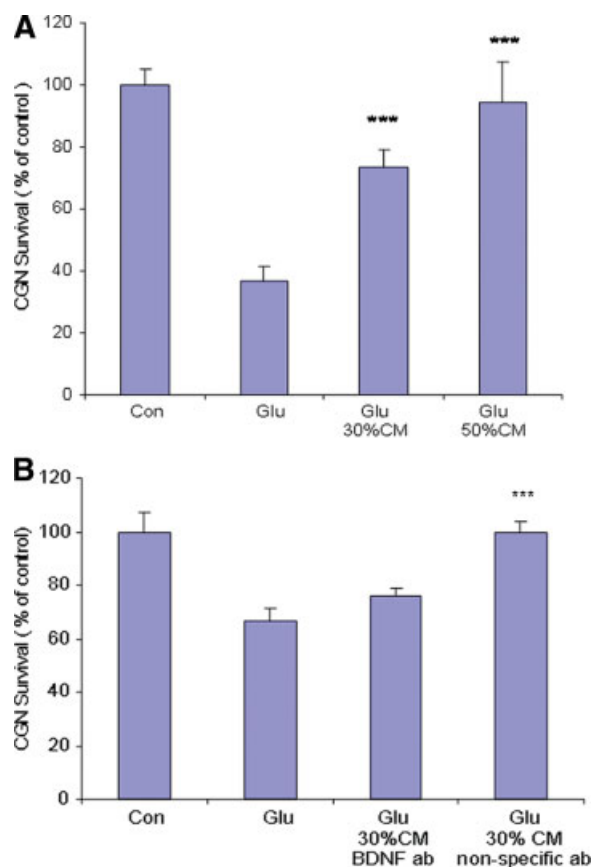 A
CGN Survival ( % of control)
120
100
80
60
40
20
0
***
***
Con
Glu
Glu
30%CM
Glu
50%CM
B
CGN Survival ( % of control)
120
100
80
60
40
20
0
***
Con
Glu
Glu
30%CM
BDNF ab
Glu
30% CM
non-specific ab